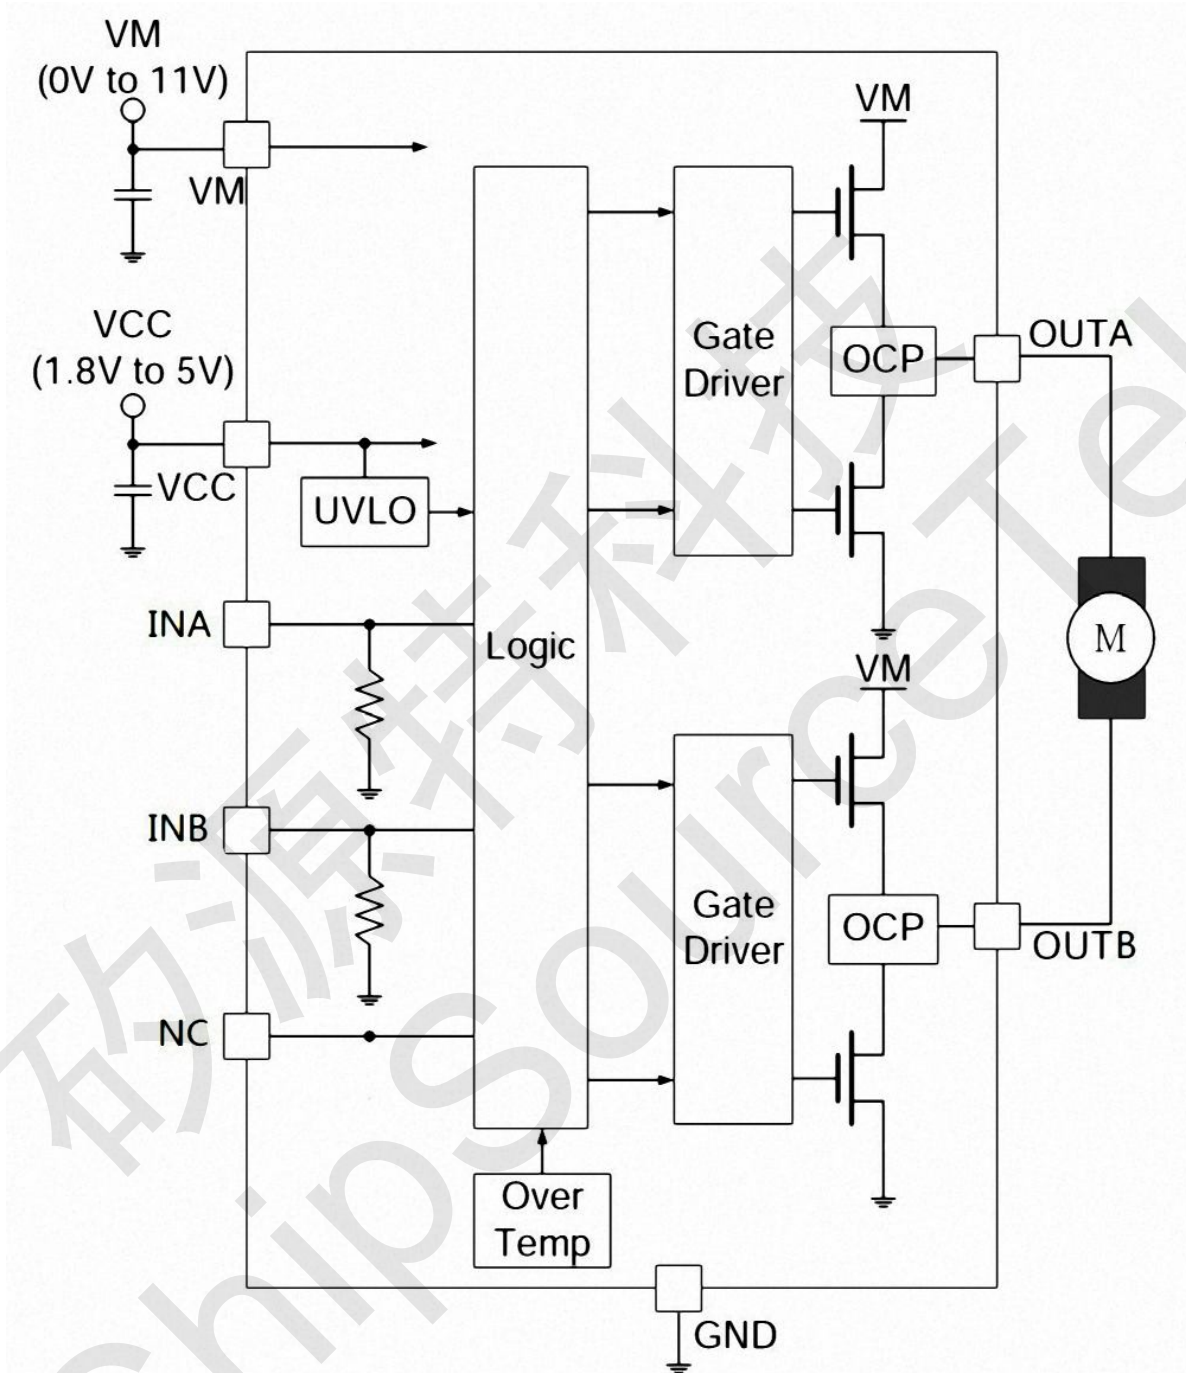 VM
(0V to 11V)
VM
VM
VCC
(1.8V to 5V)
VCC
UVLO
INA
INB
NC
Logic
Gate
Driver
OCP
OUTA
M
VM
Gate
Driver
OCP
OUTB
Over
Temp
GND
矽源特科技
ChipSourceTek